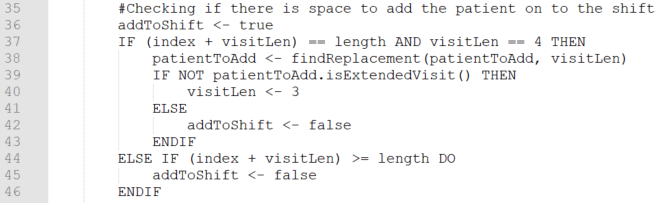 35 #Checking if there is space to add the patient on to the shift
36 addToShift <- true
37 IF (index + visitLen) == length AND visitLen == 4 THEN
38 patientToAdd <- findReplacement(patientToAdd, visitLen)
39 IF NOT patientToAdd.isExtendedVisit() THEN
40 visitLen <- 3
41 ELSE
42 addToShift <- false
43 ENDIF
44 ELSE IF (index + visitLen) >= length DO
45 addToShift <- false
46 ENDIF